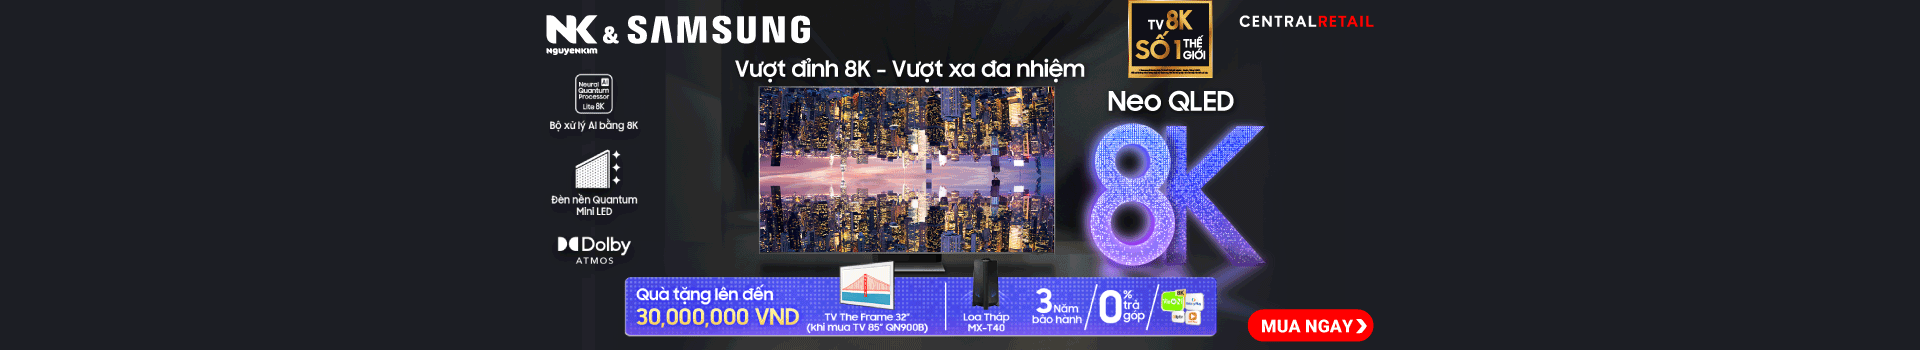 NK & SAMSUNG
NGUYENKIM
CENTRALRETAIL
TV 8K
SỐ 1 THẾ GIỚI
Vượt đỉnh 8K - Vượt xa đa nhiệm
Neural AI
Quantum
Processor
Lite 8K
Bộ xử lý AI bằng 8K
Đèn nền Quantum
Mini LED
Dolby
ATMOS
Neo QLED
8K
Quà tặng lên đến
30,000,000 VND
TV The Frame 32"
(khi mua TV 85" QN900B)
Loa Tháp
MX-T40
3 Năm
bảo hành
0%
trả
góp
MUA NGAY